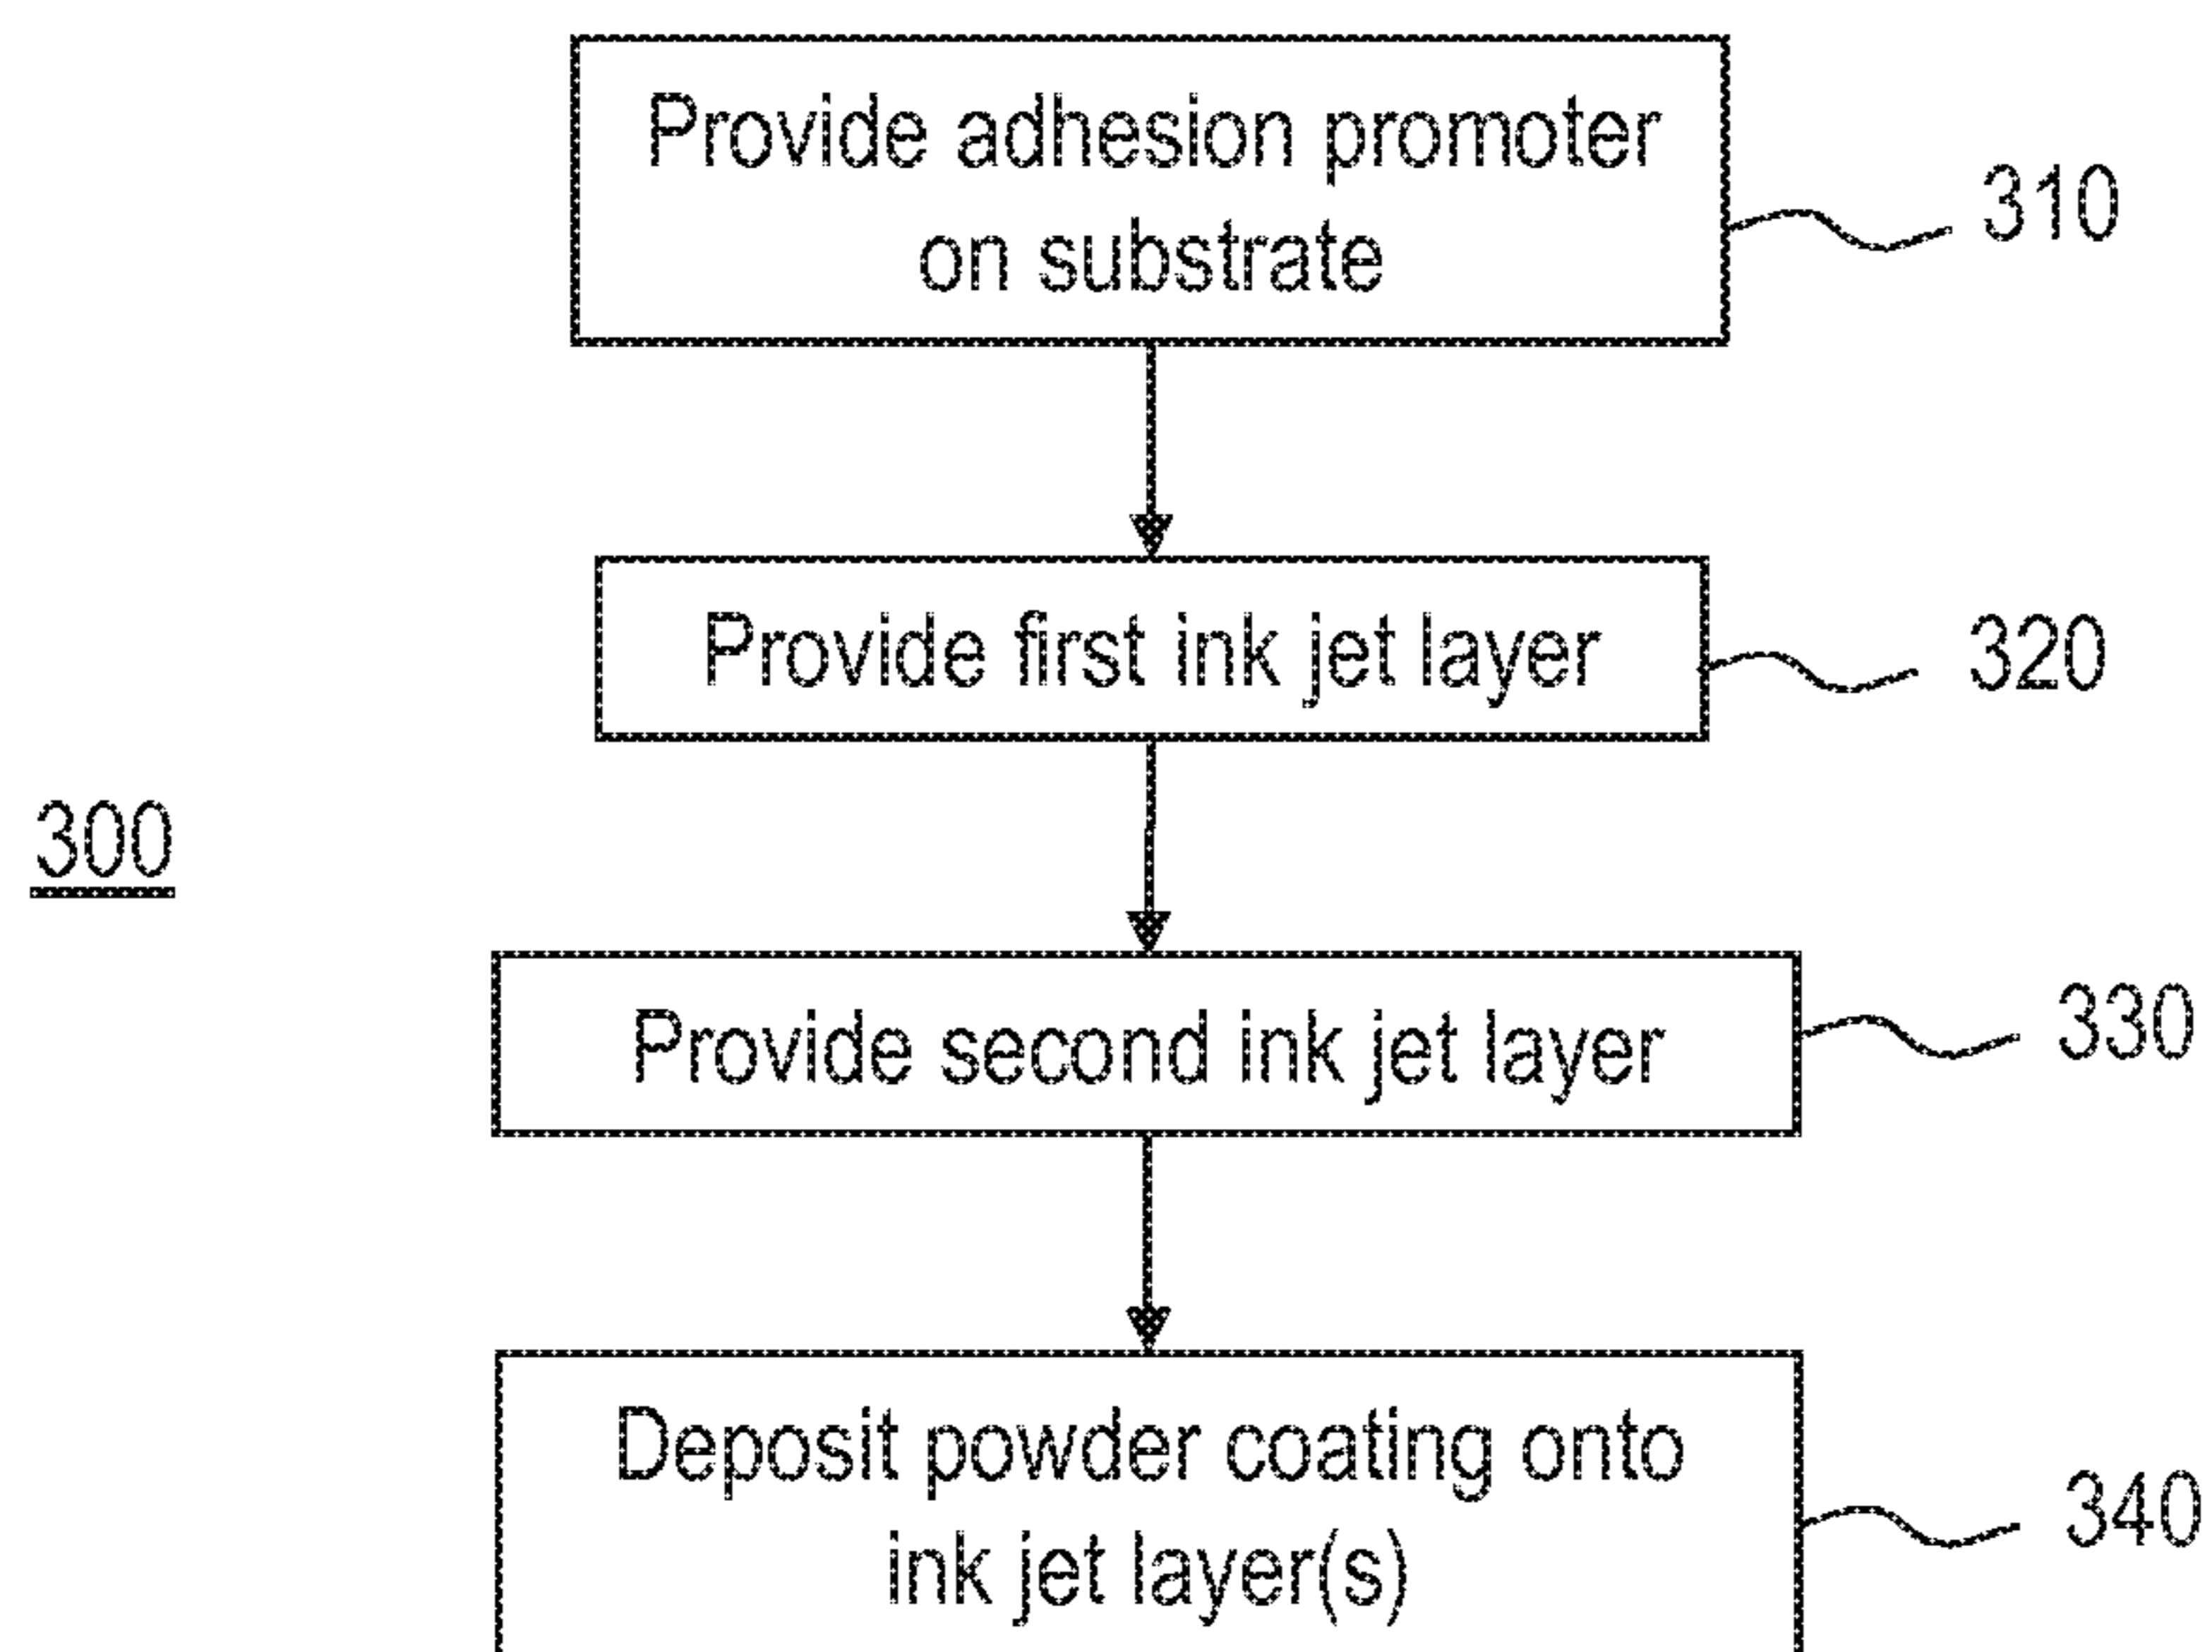 Provide adhesion promoter
on substrate
310
Provide first ink jet layer
320
300
Provide second ink jet layer
330
Deposit powder coating onto
ink jet layer(s)
340